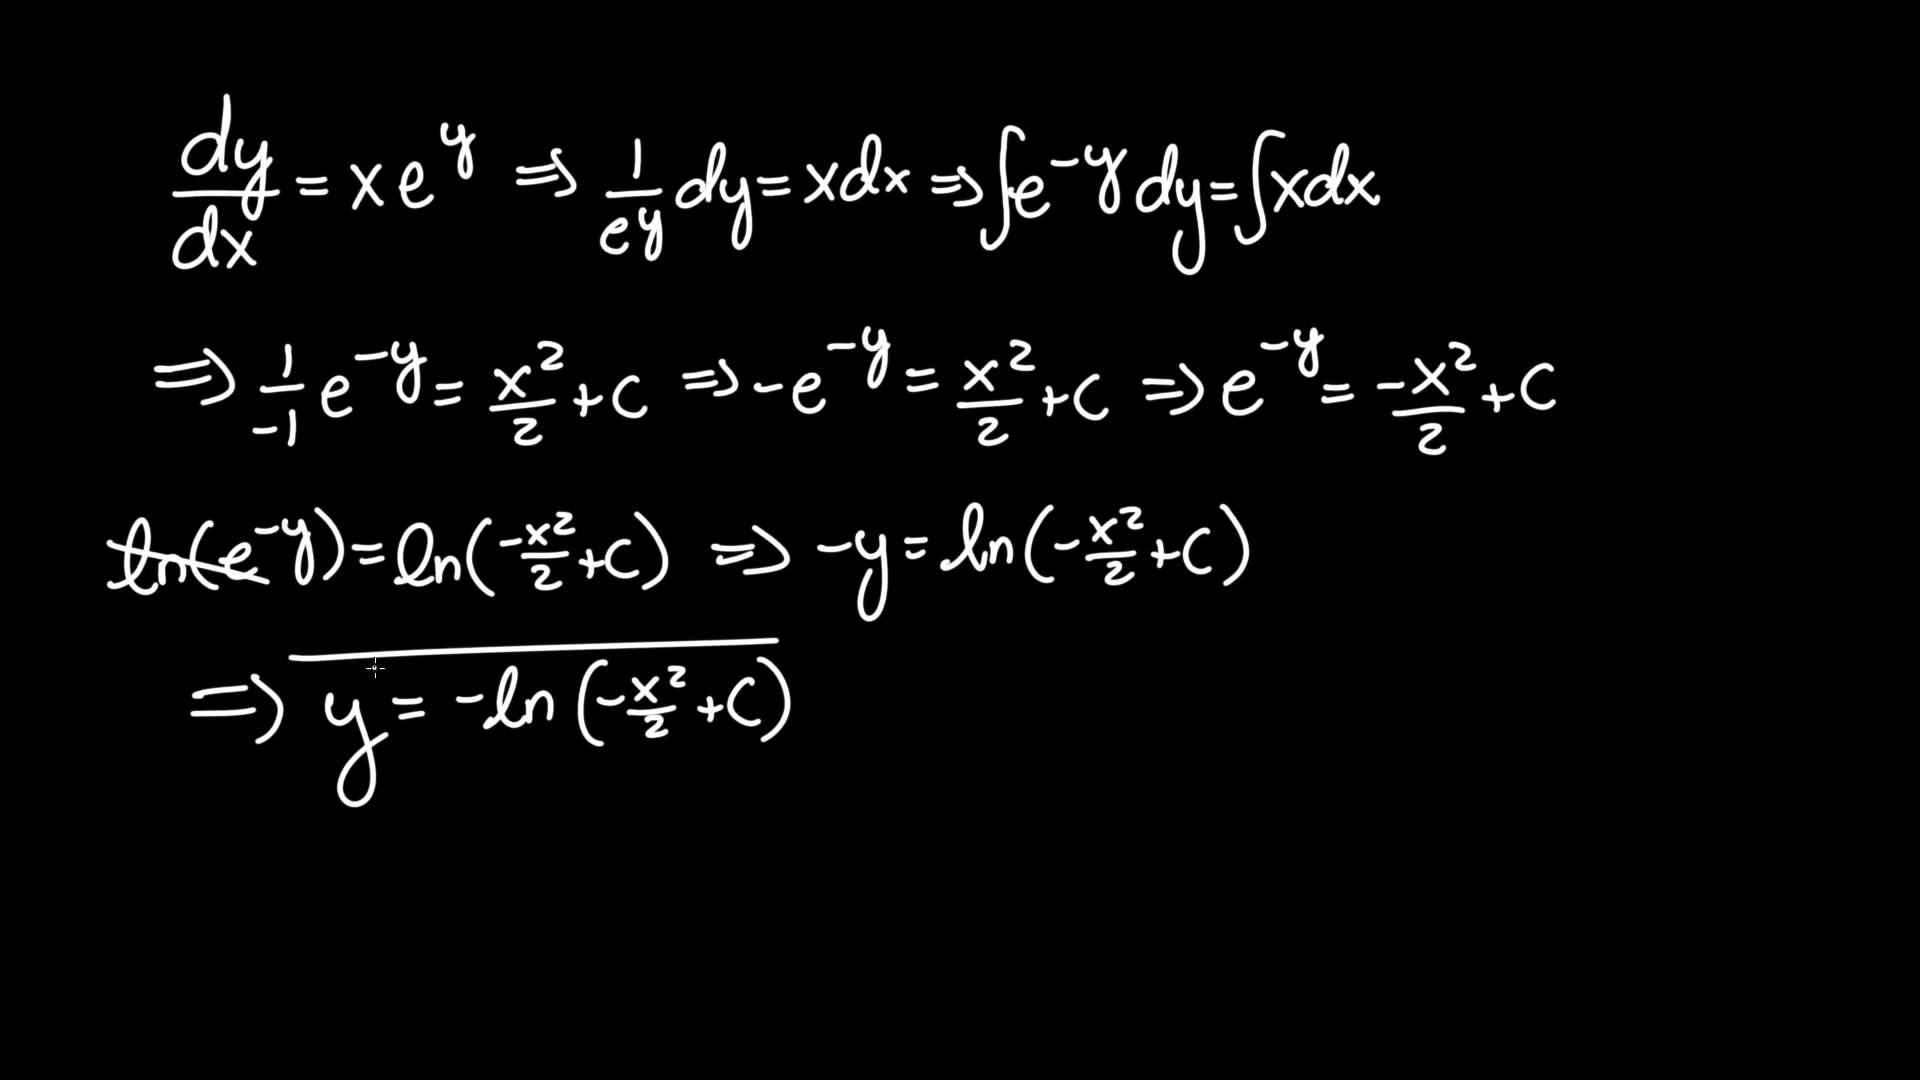 dy/dx = xe^y ⇒ 1/e^y dy = xdx ⇒ ∫e^-y dy = ∫xdx
⇒ 1/-1 e^-y = x²/2 + C ⇒ -e^-y = x²/2 + C ⇒ e^-y = -x²/2 + C
ln(e^-y) = ln(-x²/2 + C) ⇒ -y = ln(-x²/2 + C)
⇒ y = -ln(-x²/2 + C)